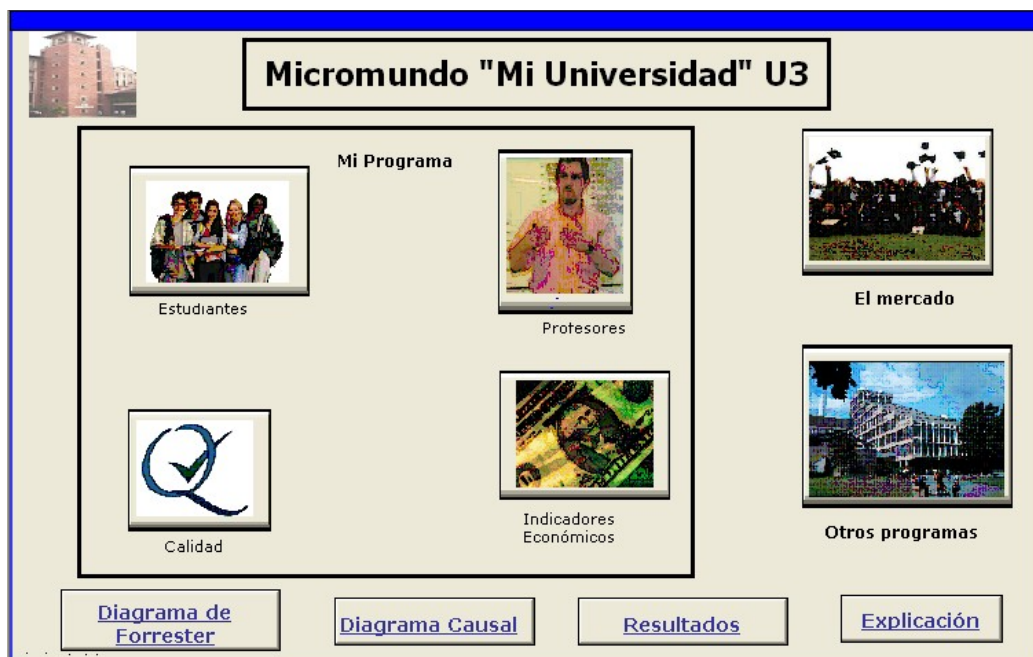 Micromundo "Mi Universidad" U3
Mi Programa
Estudiantes
Profesores
El mercado
Calidad
Indicadores
Económicos
Otros programas
Diagrama de
Forrester
Diagrama Causal
Resultados
Explicación